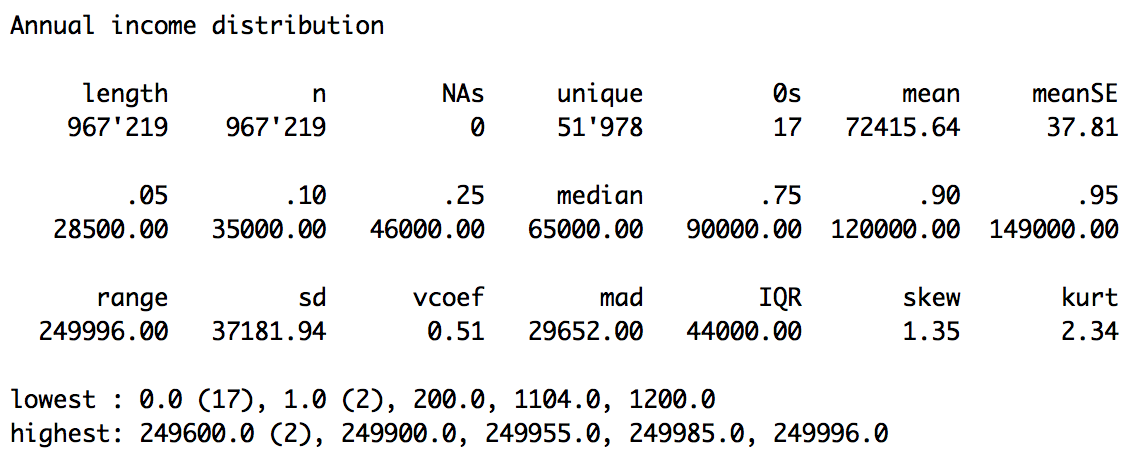 Annual income distribution
length n NAs unique 0s mean meanSE
967'219 967'219 0 51'978 17 72415.64 37.81
.05 .10 .25 median .75 .90 .95
28500.00 35000.00 46000.00 65000.00 90000.00 120000.00 149000.00
range sd vcoef mad IQR skew kurt
249996.00 37181.94 0.51 29652.00 44000.00 1.35 2.34
lowest : 0.0 (17), 1.0 (2), 200.0, 1104.0, 1200.0
highest: 249600.0 (2), 249900.0, 249955.0, 249985.0, 249996.0